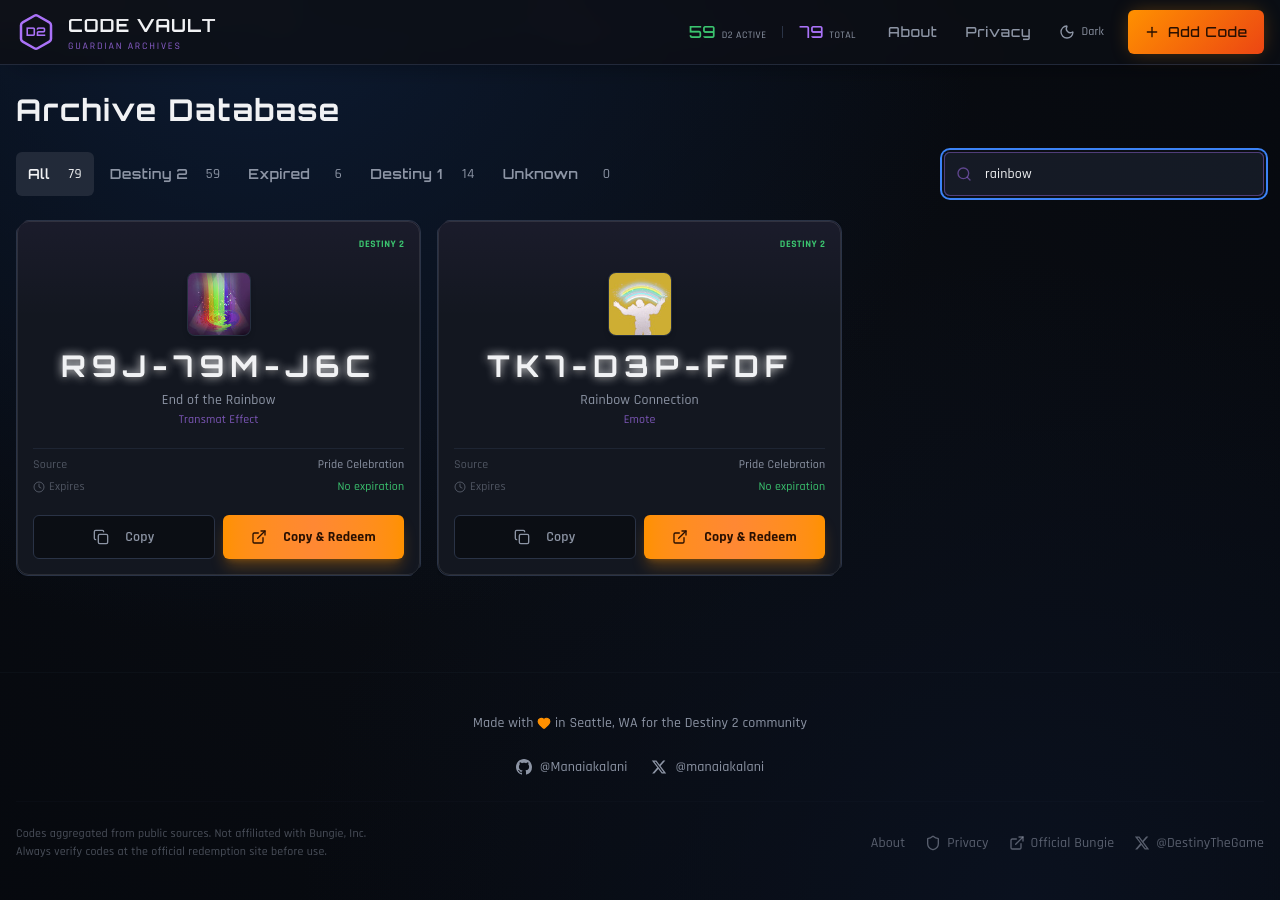 D2
CODE VAULT
GUARDIAN ARCHIVES
59 D2 ACTIVE
79 TOTAL
About
Privacy
Dark
Add Code
Archive Database
All 79
Destiny 2 59
Expired 6
Destiny 1 14
Unknown 0
rainbow
DESTINY 2
R9J-79M-J6C
End of the Rainbow
Transmat Effect
Source Pride Celebration
Expires No expiration
Copy
Copy & Redeem
DESTINY 2
TK7-D3P-FDF
Rainbow Connection
Emote
Source Pride Celebration
Expires No expiration
Copy
Copy & Redeem
Made with in Seattle, WA for the Destiny 2 community
@Manaiakalani
@manaiakalani
Codes aggregated from public sources. Not affiliated with Bungie, Inc.
Always verify codes at the official redemption site before use.
About
Privacy
Official Bungie
@DestinyTheGame